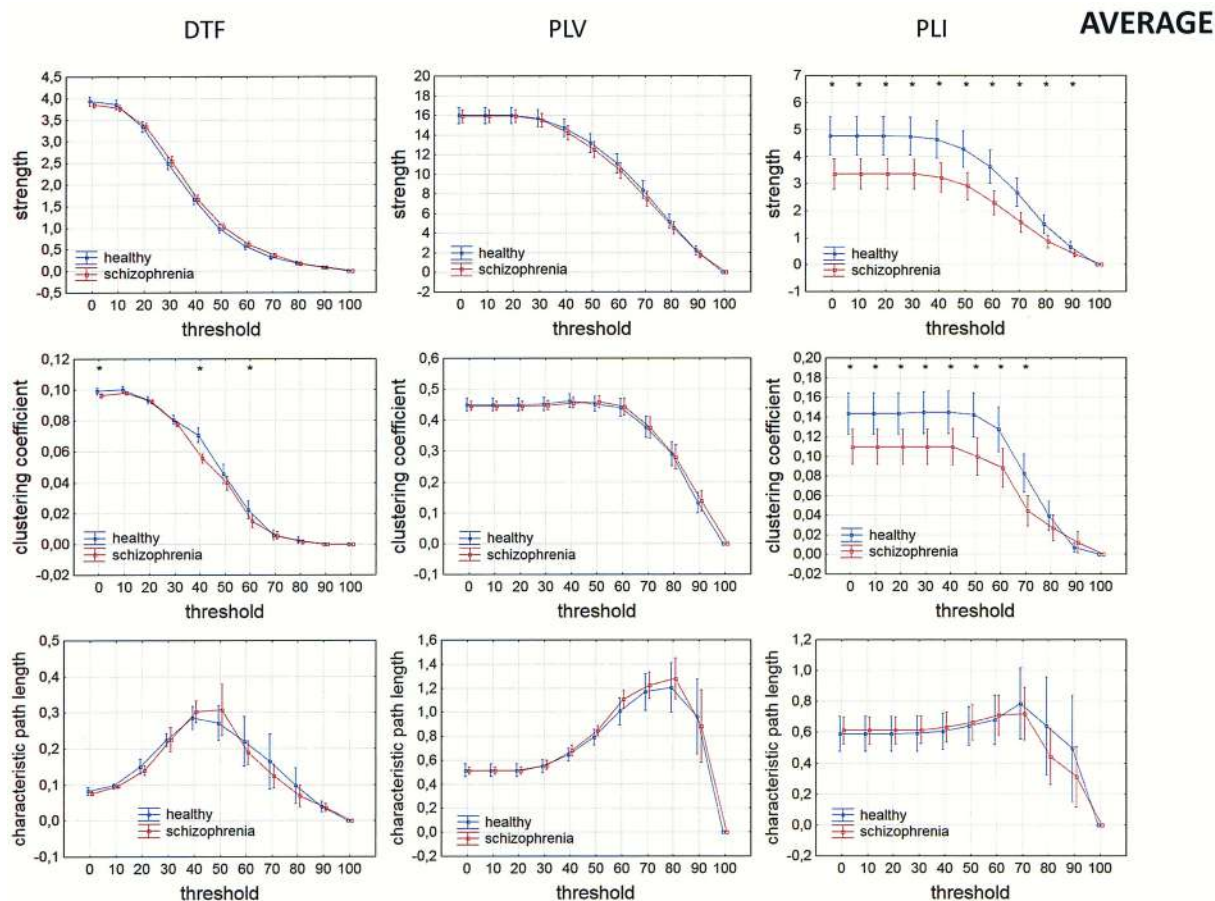 DTF PLV PLI AVERAGE
strength
4,5
4,0
3,5
3,0
2,5
2,0
1,5
1,0
0,5
0,0
-0,5
healthy
schizophrenia
0 10 20 30 40 50 60 70 80 90 100
threshold
strength
20
18
16
14
12
10
8
6
4
2
0
-2
healthy
schizophrenia
0 10 20 30 40 50 60 70 80 90 100
threshold
strength
7
6
5
4
3
2
1
0
-1
* * * * * * * * * *
healthy
schizophrenia
0 10 20 30 40 50 60 70 80 90 100
threshold
clustering coefficient
0,12
0,10
0,08
0,06
0,04
0,02
0,00
-0,02
* * *
healthy
schizophrenia
0 10 20 30 40 50 60 70 80 90 100
threshold
clustering coefficient
0,6
0,5
0,4
0,3
0,2
0,1
0,0
-0,1
healthy
schizophrenia
0 10 20 30 40 50 60 70 80 90 100
threshold
clustering coefficient
0,20
0,18
0,16
0,14
0,12
0,10
0,08
0,06
0,04
0,02
0,00
-0,02
* * * * * * * *
healthy
schizophrenia
0 10 20 30 40 50 60 70 80 90 100
threshold
characteristic path length
0,5
0,4
0,3
0,2
0,1
0,0
-0,1
healthy
schizophrenia
0 10 20 30 40 50 60 70 80 90 100
threshold
characteristic path length
1,6
1,4
1,2
1,0
0,8
0,6
0,4
0,2
0,0
-0,2
healthy
schizophrenia
0 10 20 30 40 50 60 70 80 90 100
threshold
characteristic path length
1,2
1,0
0,8
0,6
0,4
0,2
0,0
-0,2
healthy
schizophrenia
0 10 20 30 40 50 60 70 80 90 100
threshold